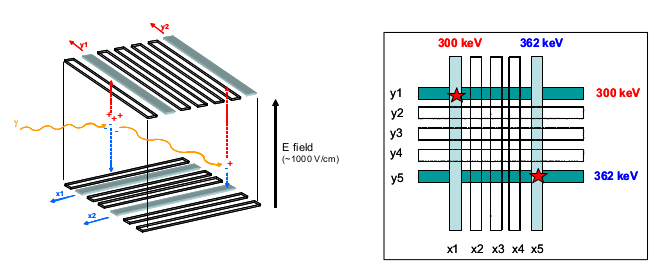 y1
y2
+ + +
- -
γ
+
-
E field
(~1000 V/cm)
x1
x2
300 keV 362 keV
y1 300 keV
y2
y3
y4
y5 362 keV
x1 x2 x3 x4 x5